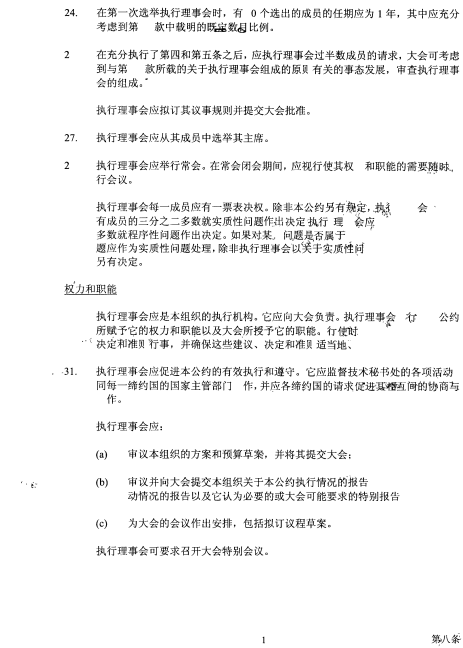 24. 在第一次选举执行理事会时，有 0 个选出的成员的任期应为 1 年，其中应充分
考虑到第 款中载明的既定数目比例。
2 在充分执行了第四和第五条之后，应执行理事会过半数成员的请求，大会可考虑
到与第 款所载的关于执行理事会组成的原则有关的事态发展，审查执行理事
会的组成。
执行理事会应拟订其议事规则并提交大会批准。
27. 执行理事会应从其成员中选举其主席。
2 执行理事会应举行常会。在常会闭会期间，应视行使其权 和职能的需要随时
行会议。
执行理事会每一成员应有一票表决权。除非本公约另有规定，执行 会
有成员的三分之二多数就实质性问题作出决定 执行 理 会应
多数就程序性问题作出决定。如果对某 问题是否属于
题应作为实质性问题处理，除非执行理事会以关于实质性问
另有决定。
权力和职能
执行理事会应是本组织的执行机构。它应向大会负责。执行理事会 行 公约
所赋予它的权力和职能以及大会所授予它的职能。行使时
决定和准则行事，并确保这些建议、决定和准则适当地、
31. 执行理事会应促进本公约的有效执行和遵守。它应监督技术秘书处的各项活动
同每一缔约国的国家主管部门 作，并应各缔约国的请求促进其相互间的协商与
作。
执行理事会应：
(a) 审议本组织的方案和预算草案，并将其提交大会；
(b) 审议并向大会提交本组织关于本公约执行情况的报告
动情况的报告以及它认为必要的或大会可能要求的特别报告
(c) 为大会的会议作出安排，包括拟订议程草案。
执行理事会可要求召开大会特别会议。
1 第八条